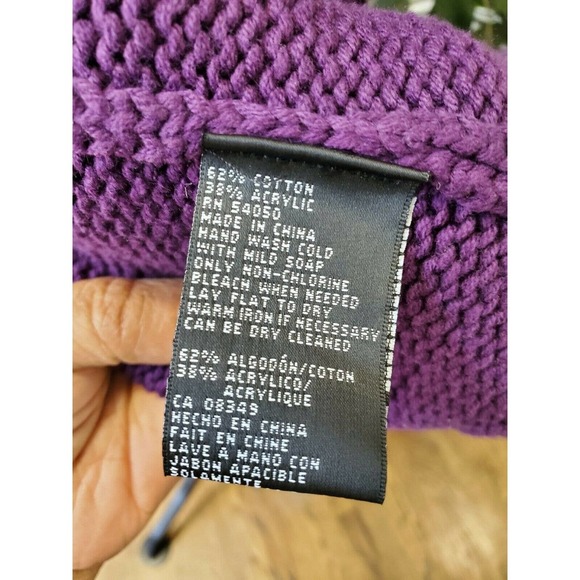 62% COTTON
38% ACRYLIC
RN 54050
MADE IN CHINA
HAND WASH COLD
WITH MILD SOAP
ONLY NON-CHLORINE
BLEACH WHEN NEEDED
LAY FLAT TO DRY
WARM IRON IF NECESSARY
CAN BE DRY CLEANED
62% ALGODÓN/COTON
38% ACRYLICO/
ACRYLIQUE
CA 08349
HECHO EN CHINA
FAIT EN CHINE
LAVE A MANO CON
JABON APACIBLE
SOLAMENTE